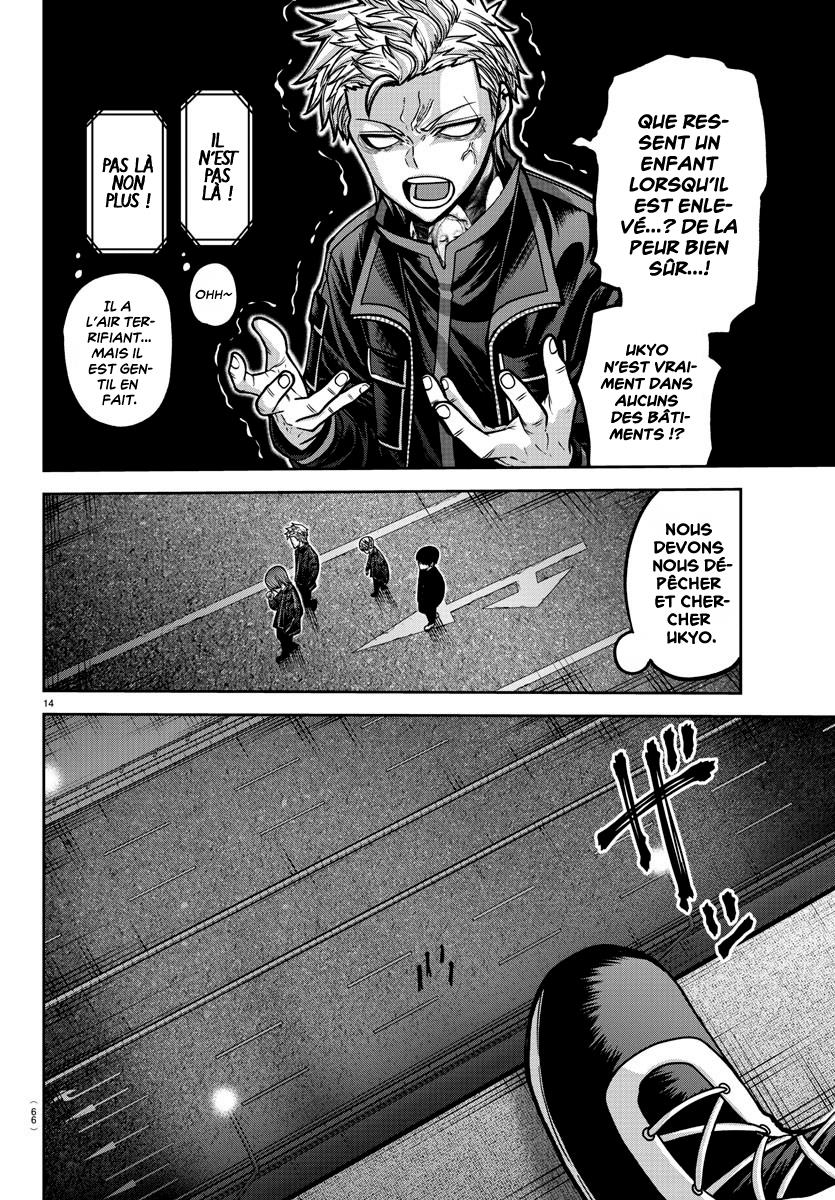 QUE RES-
SENT UN
ENFANT
LORSQU'IL
EST ENLE-
VÉ...? DE LA
PEUR BIEN
SÛR...!
UKYO
N'EST VRAI-
MENT DANS
AUCUNS
DES BÂTI-
MENTS !?
IL
N'EST
PAS
LÀ !
OHH~
PAS LÀ
NON
PLUS !
IL A
L'AIR TER-
RIFIANT...
MAIS IL
EST GEN-
TIL EN
FAIT.
NOUS
DEVONS
NOUS DÉ-
PÊCHER
ET CHER-
CHER
UKYO.
14
ザッ
(66)